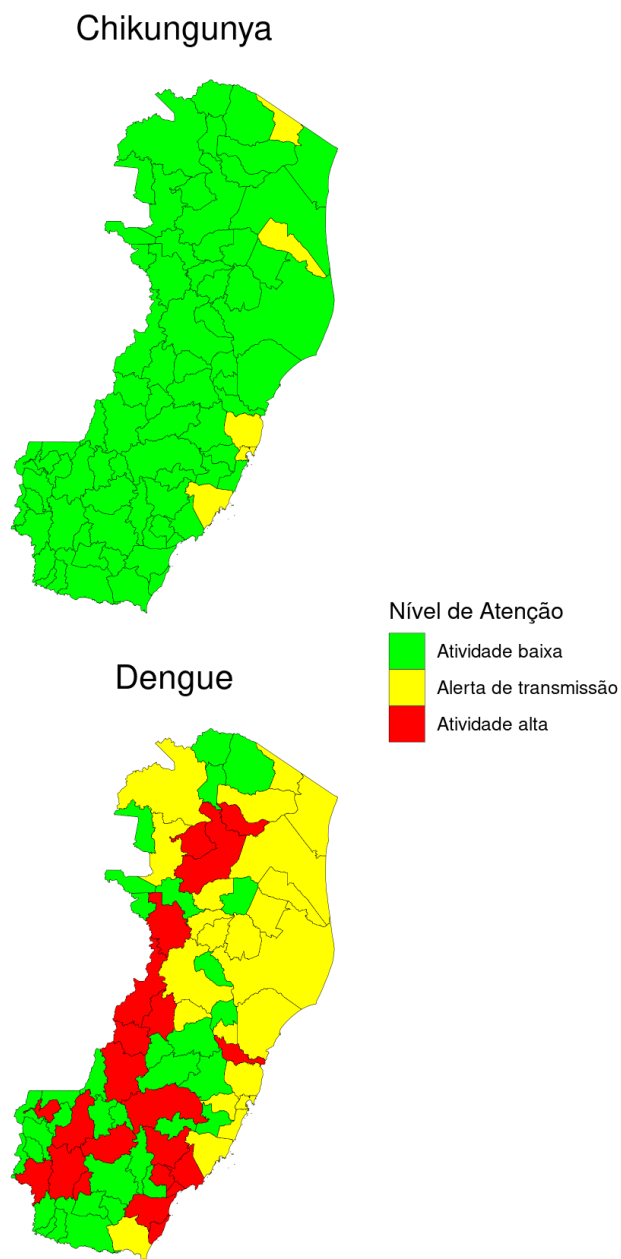 Chikungunya
Nível de Atenção
Atividade baixa
Alerta de transmissão
Atividade alta
Dengue